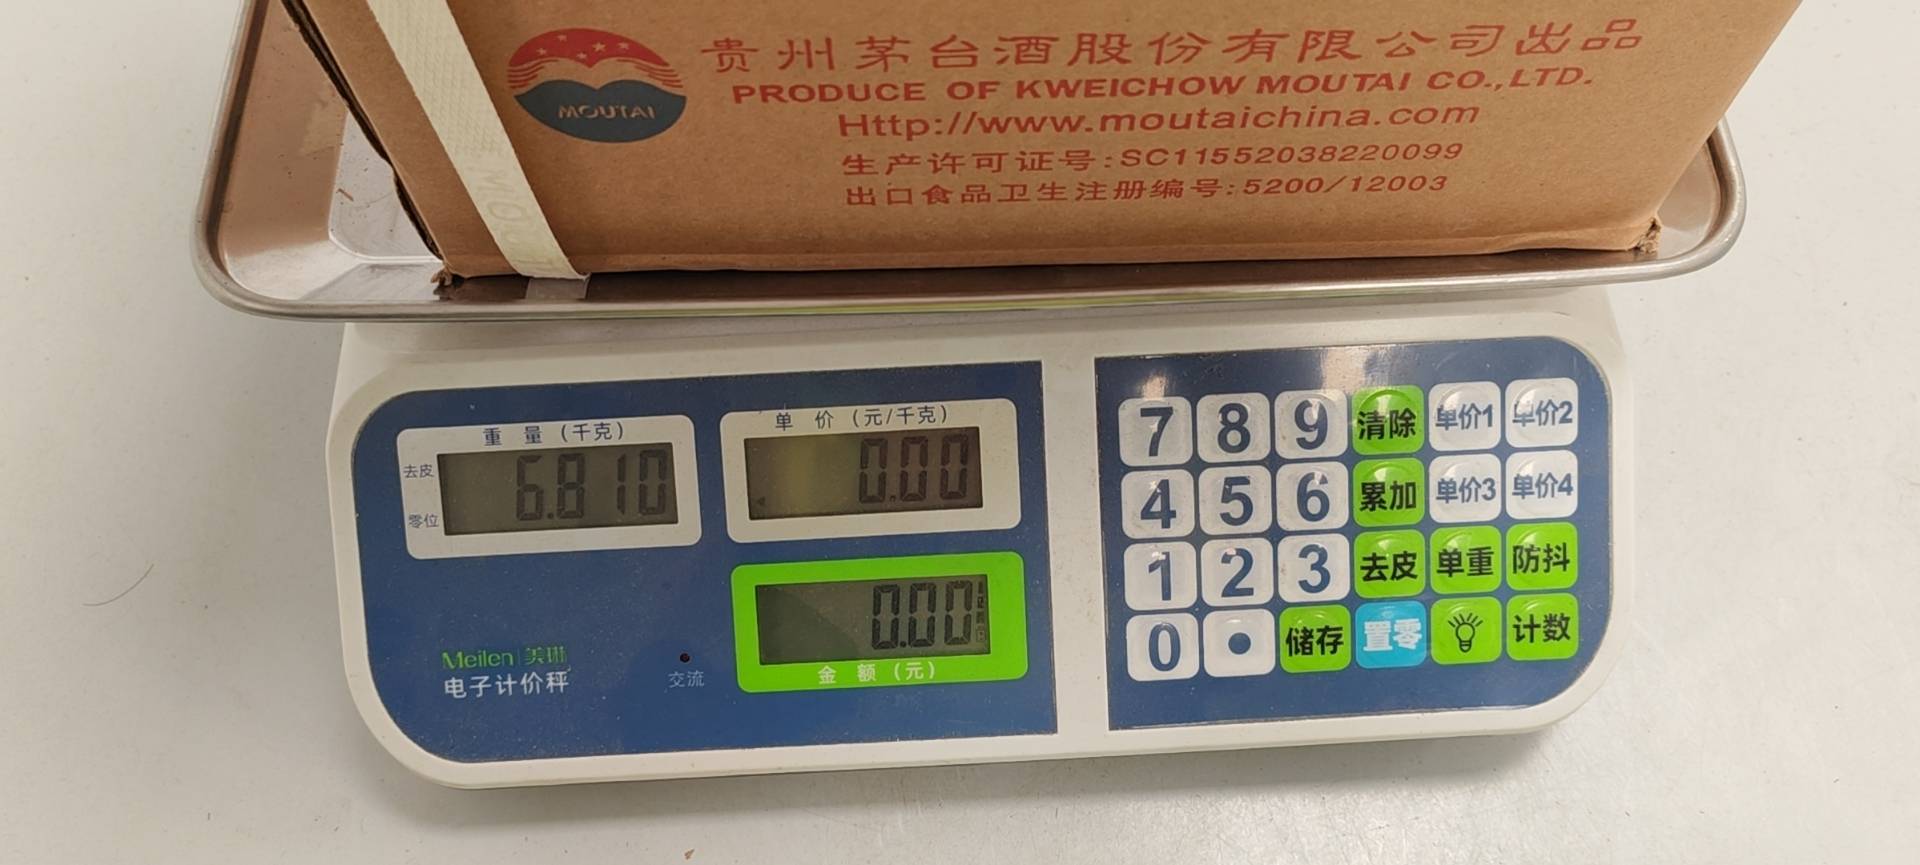 MOUTAI
贵州茅台酒股份有限公司出品
PRODUCE OF KWEICHOW MOUTAI CO.,LTD.
Http://www.moutaichina.com
生产许可证号:SC11552038220099
出口食品卫生注册编号:5200/12003
重量(千克)
去皮
零位
6.810
单价(元/千克)
0.00
0.00
金额(元)
Meilen|美琳
电子计价秤
交流
7 8 9 清除 单价1 单价2
4 5 6 累加 单价3 单价4
1 2 3 去皮 单重 防抖
0 . 储存 置零 计数